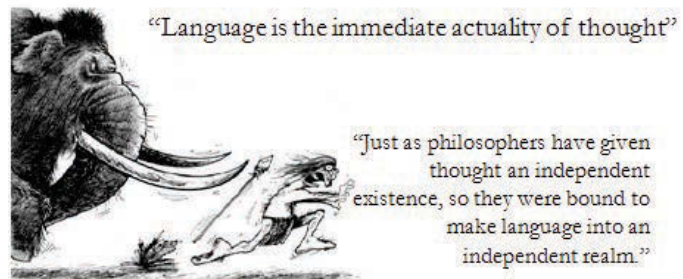 “Language is the immediate actuality of thought”
“Just as philosophers have given
thought an independent
existence, so they were bound to
make language into an
independent realm.”